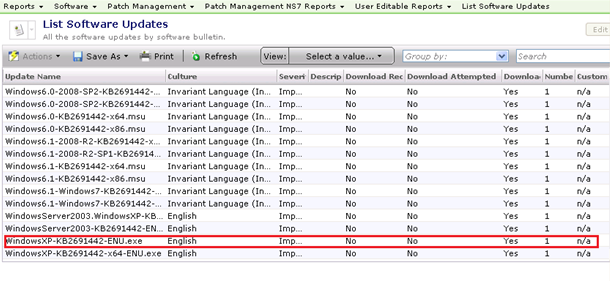 Reports Software Patch Management Patch Management NS7 Reports User Editable Reports List Software Updates
List Software Updates
All the software updates by software bulletin.
Edit
Actions Save As Print Refresh View: Select a value... Group by: Search
Update Name Culture Severi Descrip Download Rec Download Attempted Downloa Numbe Custom
Windows6.0-2008-SP2-KB2691442-... Invariant Language (In... Imp... No No Yes 1 n/a
Windows6.0-2008-SP2-KB2691442-... Invariant Language (In... Imp... No No Yes 1 n/a
Windows6.0-KB2691442-x64.msu Invariant Language (In... Imp... No No Yes 1 n/a
Windows6.0-KB2691442-x86.msu Invariant Language (In... Imp... No No Yes 1 n/a
Windows6.1-2008-R2-KB2691442-x... Invariant Language (In... Imp... No No Yes 1 n/a
Windows6.1-2008-R2-SP1-KB26914... Invariant Language (In... Imp... No No Yes 1 n/a
Windows6.1-KB2691442-x64.msu Invariant Language (In... Imp... No No Yes 1 n/a
Windows6.1-KB2691442-x86.msu Invariant Language (In... Imp... No No Yes 1 n/a
Windows6.1-Windows7-KB2691442-... Invariant Language (In... Imp... No No Yes 1 n/a
Windows6.1-Windows7-KB2691442-... Invariant Language (In... Imp... No No Yes 1 n/a
WindowsServer2003.WindowsXP-KB... English Imp... No No Yes 1 n/a
WindowsServer2003-KB2691442-EN... English Imp... No No Yes 1 n/a
WindowsXP-KB2691442-ENU.exe English Imp... No No Yes 1 n/a
WindowsXP-KB2691442-x64-ENU.exe English Imp... No No Yes 1 n/a